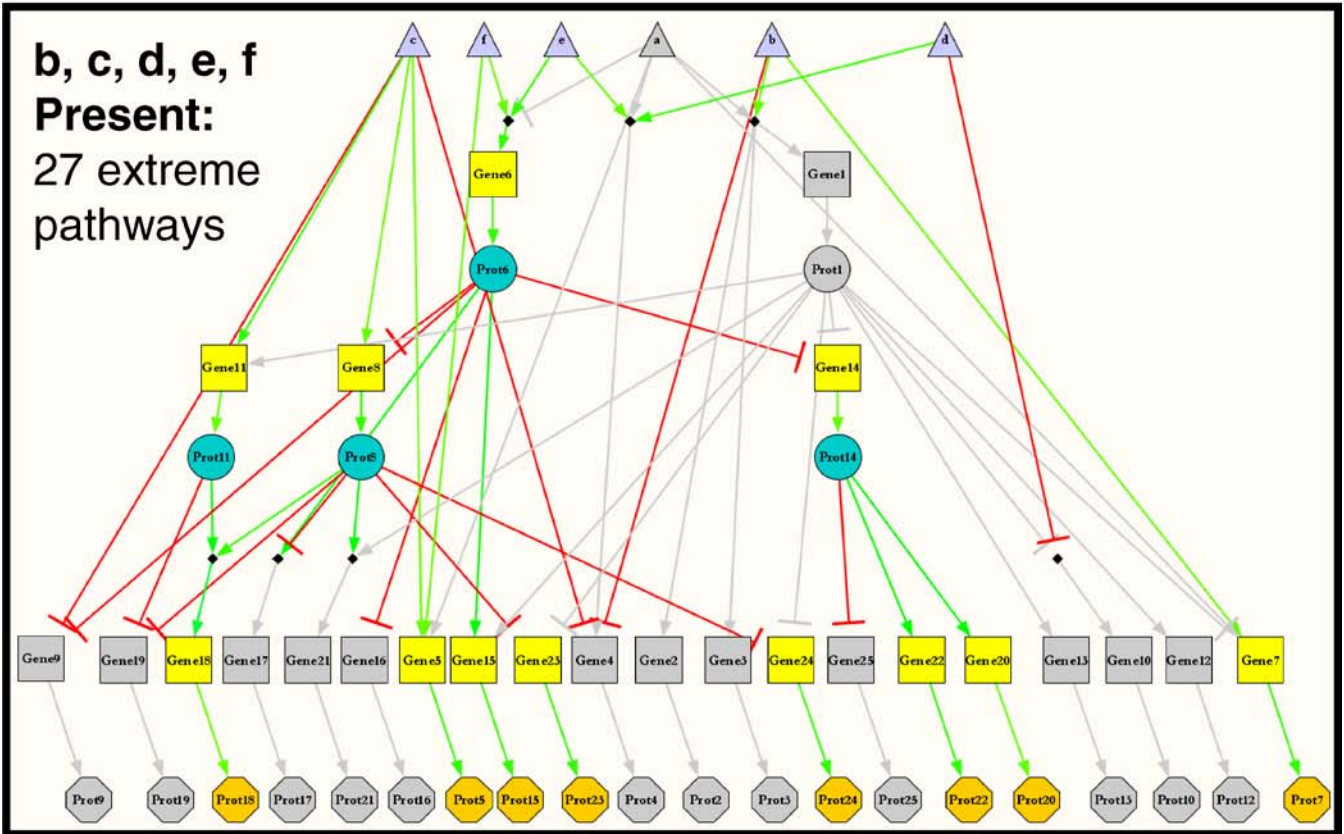 b, c, d, e, f
Present:
27 extreme
pathways
c f e a b d
Gene6 Gene1
Prot6 Prot1
Gene11 Gene8 Gene14
Prot11 Prot8 Prot14
Gene9 Gene19 Gene18 Gene17 Gene21 Gene16 Gene5 Gene15 Gene23 Gene4 Gene2 Gene3 Gene24 Gene25 Gene22 Gene20 Gene13 Gene10 Gene12 Gene7
Prot9 Prot19 Prot18 Prot17 Prot21 Prot16 Prot5 Prot15 Prot23 Prot4 Prot2 Prot3 Prot24 Prot25 Prot22 Prot20 Prot13 Prot10 Prot12 Prot7